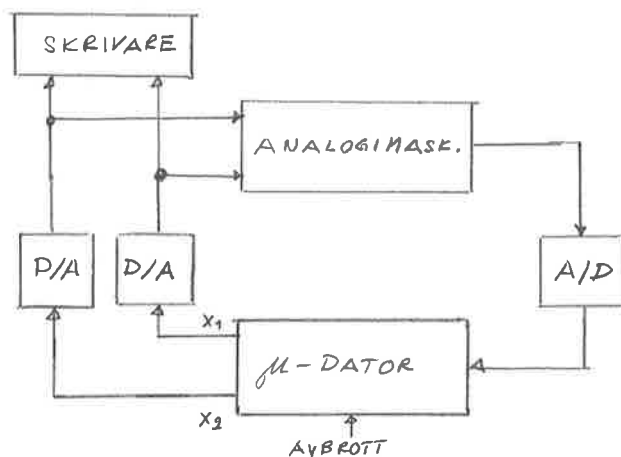 SKRIVARE
ANALOGIMASK.
D/A
D/A
A/D
X₁
µ-DATOR
X₂
AVBROTT